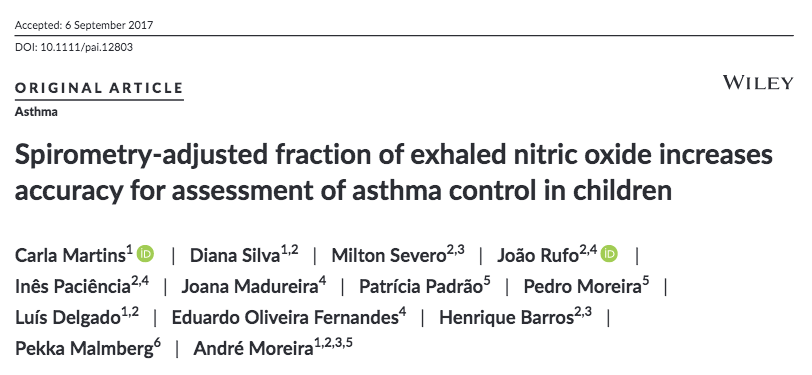 Accepted: 6 September 2017
DOI: 10.1111/pai.12803
ORIGINAL ARTICLE
WILEY
Asthma
Spirometry-adjusted fraction of exhaled nitric oxide increases
accuracy for assessment of asthma control in children
Carla Martins1 iD | Diana Silva1,2 | Milton Severo2,3 | João Rufo2,4 iD |
Inês Paciência2,4 | Joana Madureira4 | Patrícia Padrão5 | Pedro Moreira5 |
Luís Delgado1,2 | Eduardo Oliveira Fernandes4 | Henrique Barros2,3 |
Pekka Malmberg6 | André Moreira1,2,3,5